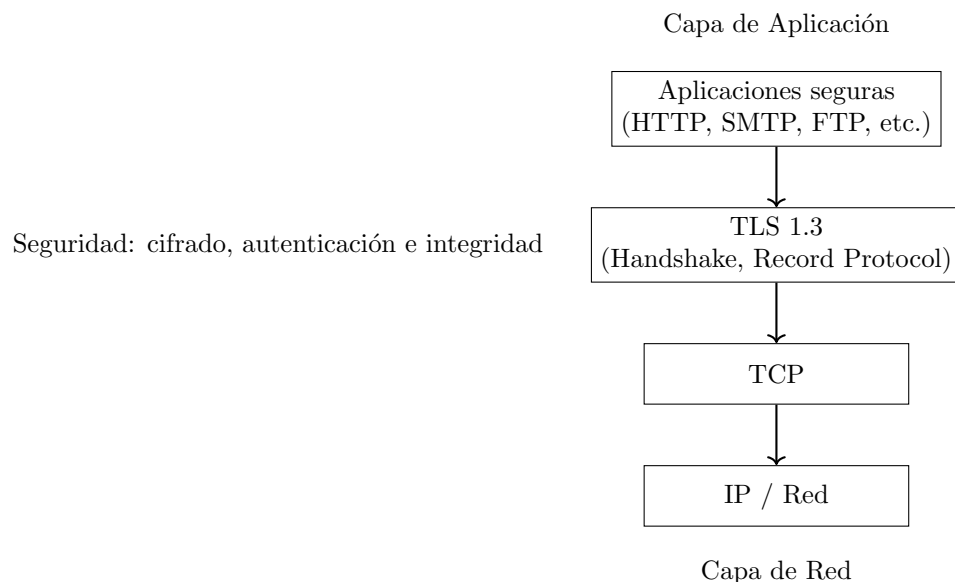 Capa de Aplicación
Aplicaciones seguras
(HTTP, SMTP, FTP, etc.)
Seguridad: cifrado, autenticación e integridad
TLS 1.3
(Handshake, Record Protocol)
TCP
IP / Red
Capa de Red